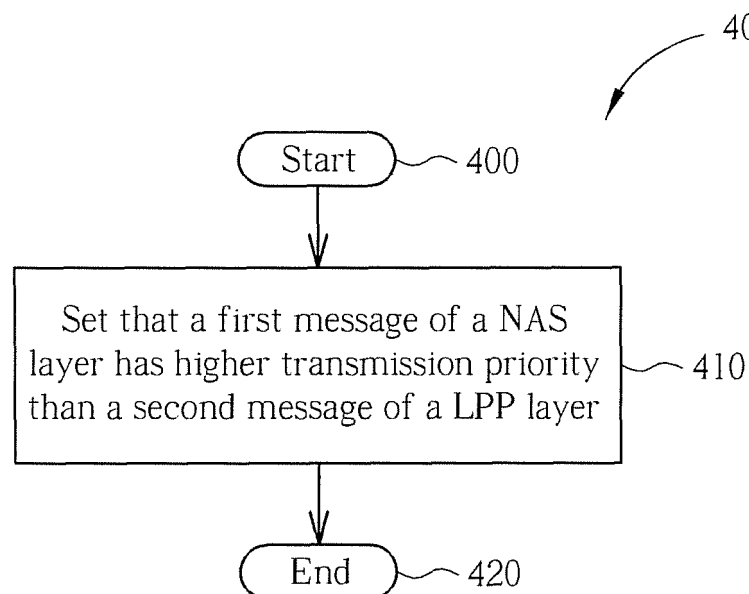 40
Start
400
Set that a first message of a NAS
layer has higher transmission priority
than a second message of a LPP layer
410
End
420